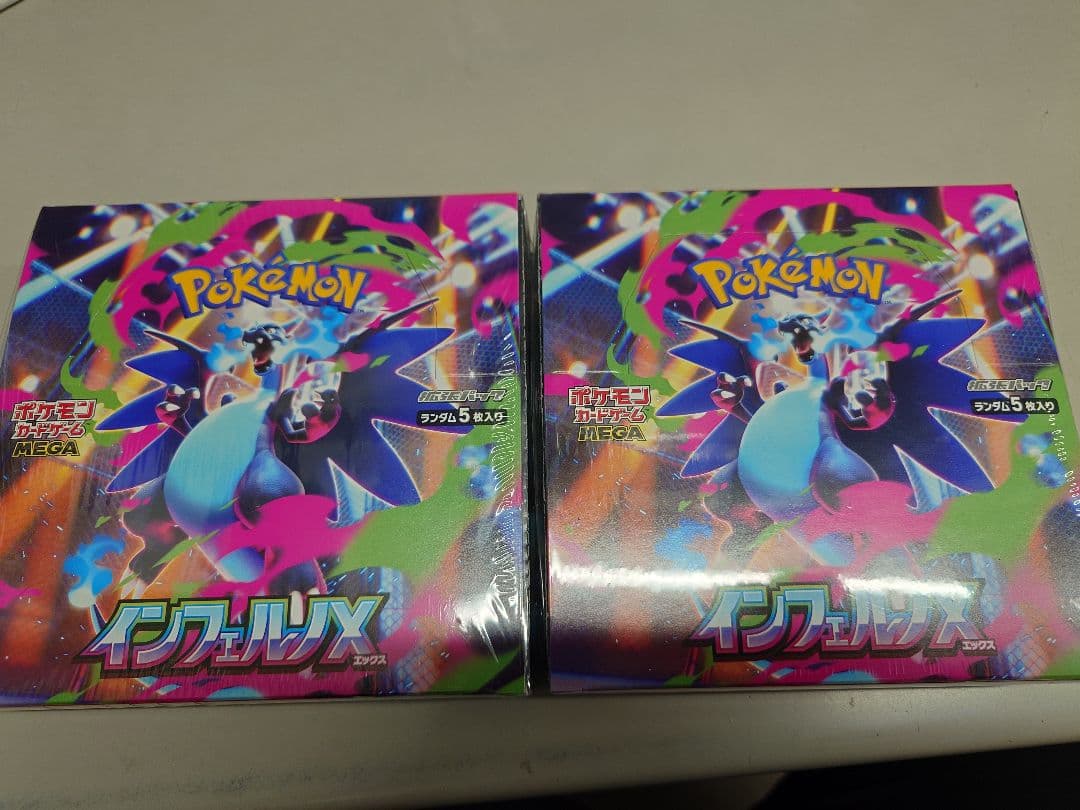 POKéMON
ポケモン
カードゲーム
MEGA
拡張パック
ランダム5枚入り
インフェルノX
エックス
POKéMON
ポケモン
カードゲーム
MEGA
拡張パック
ランダム5枚入り
インフェルノX
エックス